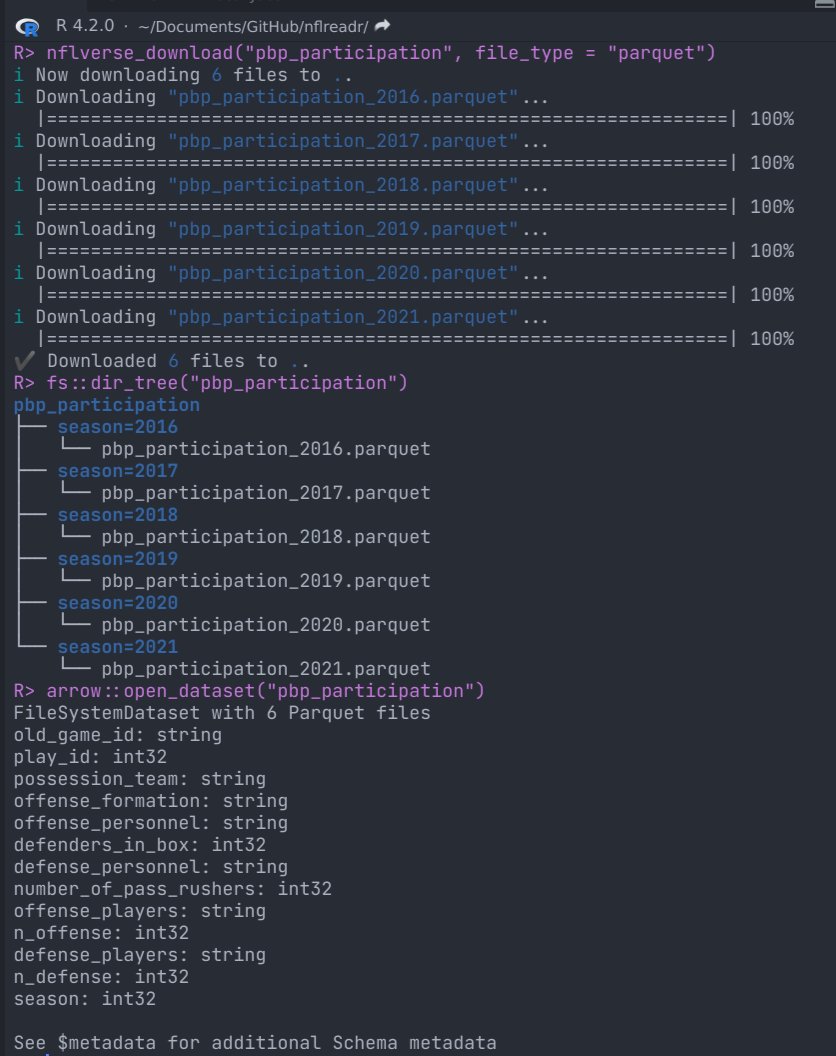 R 4.2.0 · ~/Documents/GitHub/nflreadr/
R> nflverse_download("pbp_participation", file_type = "parquet")
i Now downloading 6 files to ..
i Downloading "pbp_participation_2016.parquet"...
|=========================================================| 100%
i Downloading "pbp_participation_2017.parquet"...
|=========================================================| 100%
i Downloading "pbp_participation_2018.parquet"...
|=========================================================| 100%
i Downloading "pbp_participation_2019.parquet"...
|=========================================================| 100%
i Downloading "pbp_participation_2020.parquet"...
|=========================================================| 100%
i Downloading "pbp_participation_2021.parquet"...
|=========================================================| 100%
✔ Downloaded 6 files to ..
R> fs::dir_tree("pbp_participation")
pbp_participation
├── season=2016
│   └── pbp_participation_2016.parquet
├── season=2017
│   └── pbp_participation_2017.parquet
├── season=2018
│   └── pbp_participation_2018.parquet
├── season=2019
│   └── pbp_participation_2019.parquet
├── season=2020
│   └── pbp_participation_2020.parquet
└── season=2021
    └── pbp_participation_2021.parquet
R> arrow::open_dataset("pbp_participation")
FileSystemDataset with 6 Parquet files
old_game_id: string
play_id: int32
possession_team: string
offense_formation: string
offense_personnel: string
defenders_in_box: int32
defense_personnel: string
number_of_pass_rushers: int32
offense_players: string
n_offense: int32
defense_players: string
n_defense: int32
season: int32

See $metadata for additional Schema metadata